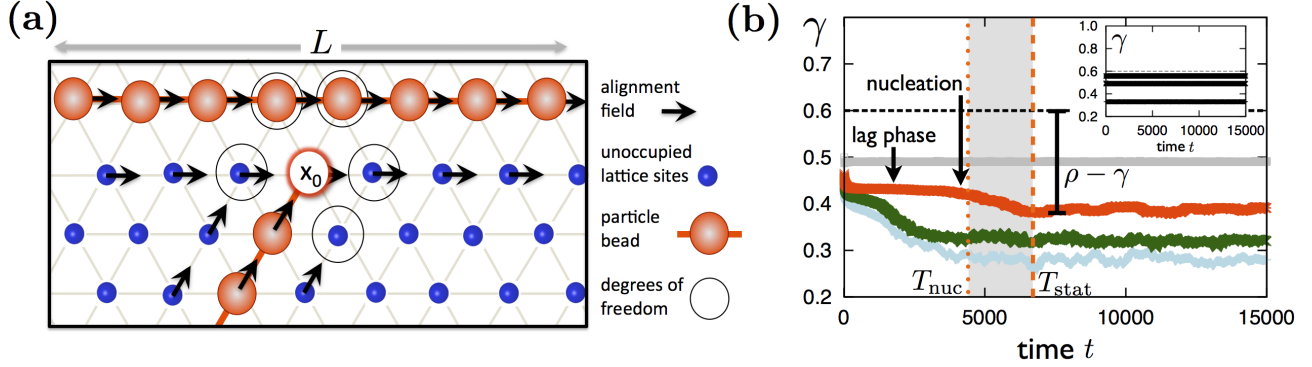 (a)
L
x₀
alignment
field
unoccupied
lattice sites
particle
bead
degrees of
freedom
(b)
γ
0.7
0.6
0.5
0.4
0.3
0.2
nucleation
lag phase
ρ − γ
T_nuc
T_stat
0
5000
10000
15000
time t
γ
1.0
0.8
0.6
0.4
0.2
0
5000
10000
15000
time t